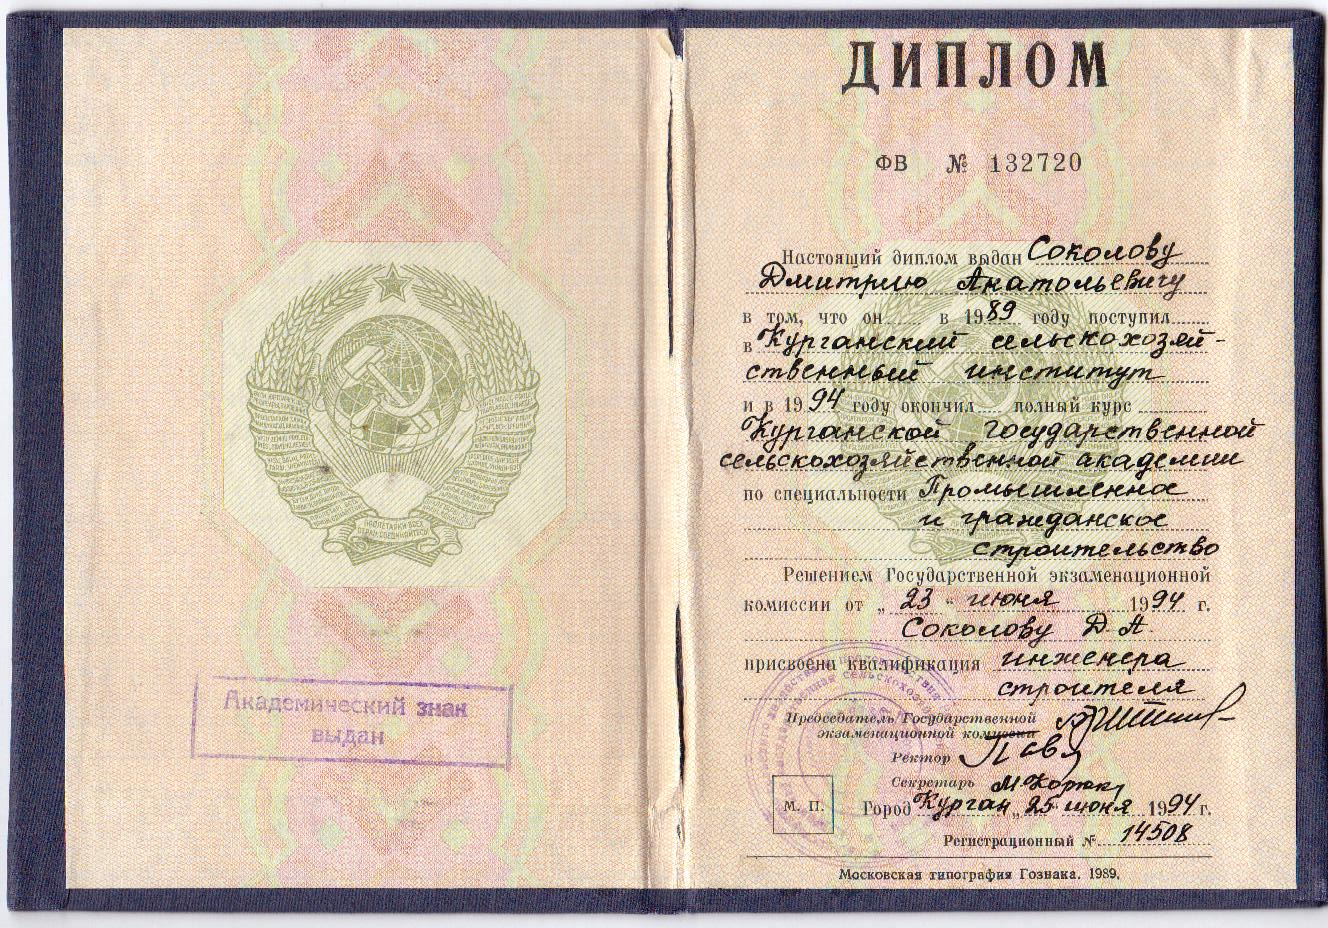 Академический знак
выдан
ДИПЛОМ
ФВ № 132720
Настоящий диплом выдан Соколову
Дмитрию Анатольевичу
в том, что он в 1989 году поступил
в Курганский сельскохозяй-
ственный институт
и в 1994 году окончил полный курс
Курганской государственной
сельскохозяйственной академии
по специальности Промышленное
и гражданское
строительство
Решением Государственной экзаменационной
комиссии от „23" июня 1994 г.
Соколову Д А.
присвоена квалификация инженера
строителя
Председатель Государственной
экзаменационной комиссии
Ректор
Секретарь
М. П. Город Курган „25" июня 1994 г.
Регистрационный № 14508
Московская типография Гознака. 1989.